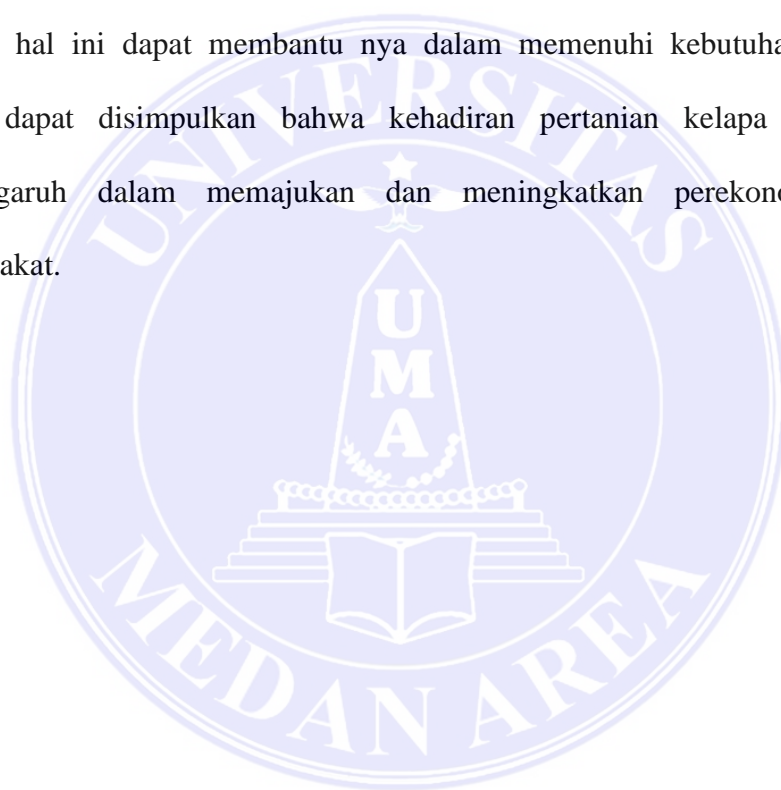 hal ini dapat membantu nya dalam memenuhi kebutuha
dapat disimpulkan bahwa kehadiran pertanian kelapa
garuh dalam memajukan dan meningkatkan perekono
akat.
UNIVERSITAS
U
M
A
MEDAN AREA